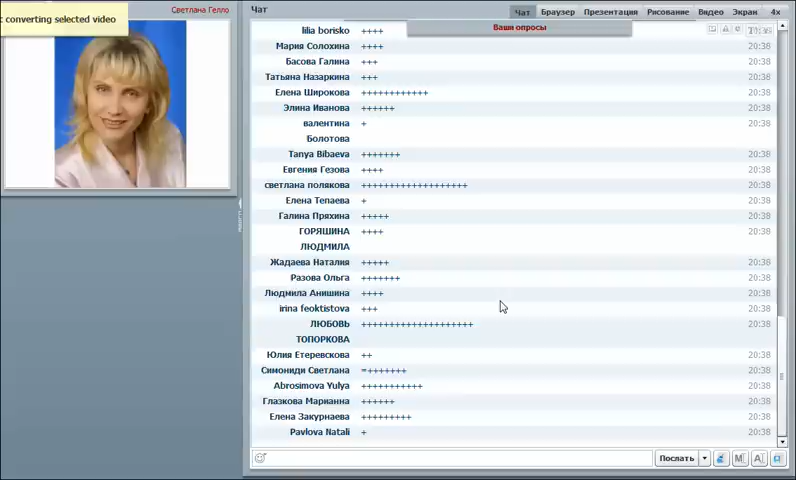 : converting selected video
Светлана Гелло
Чат
Чат Браузер Презентация Рисование Видео Экран 4x
Ваши опросы
lilia borisko ++++
Мария Солохина ++++ 20:38
Басова Галина +++ 20:38
Татьяна Назаркина +++ 20:38
Елена Широкова ++++++++++++ 20:38
Элина Иванова ++++++ 20:38
валентина + 20:38
Болотова
Tanya Bibaeva +++++++ 20:38
Евгения Гезова ++++ 20:38
светлана полякова +++++++++++++++++++ 20:38
Елена Тепаева + 20:38
Галина Пряхина +++++ 20:38
ГОРЯШИНА ++++ 20:38
ЛЮДМИЛА
Жадаева Наталия +++++ 20:38
Разова Ольга +++++++ 20:38
Людмила Анишина ++++ 20:38
irina feoktistova +++ 20:38
ЛЮБОВЬ ++++++++++++++++++++ 20:38
ТОПОРКОВА
Юлия Етеревскова ++ 20:38
Симониди Светлана =+++++++ 20:38
Abrosimova Yulya +++++++++++ 20:38
Глазкова Марианна ++++++ 20:38
Елена Закурнаева +++++++++ 20:38
Pavlova Natali + 20:38
Послать